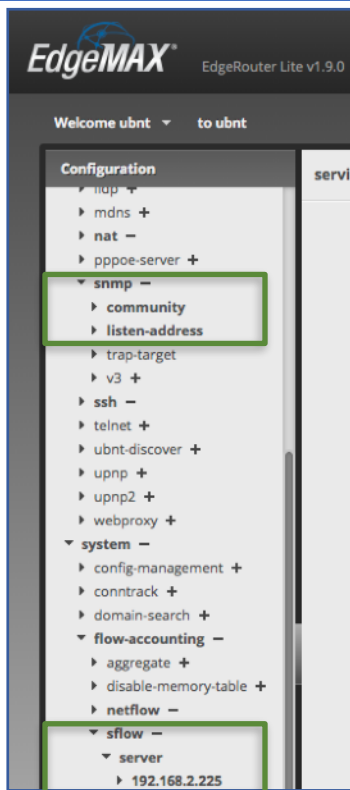 EdgeMAX® EdgeRouter Lite v1.9.0
Welcome ubnt to ubnt
Configuration
servi
lldp +
mdns +
nat −
pppoe-server +
snmp −
community
listen-address
trap-target
v3 +
ssh −
telnet +
ubnt-discover +
upnp +
upnp2 +
webproxy +
system −
config-management +
conntrack +
domain-search +
flow-accounting −
aggregate +
disable-memory-table +
netflow −
sflow −
server
192.168.2.225